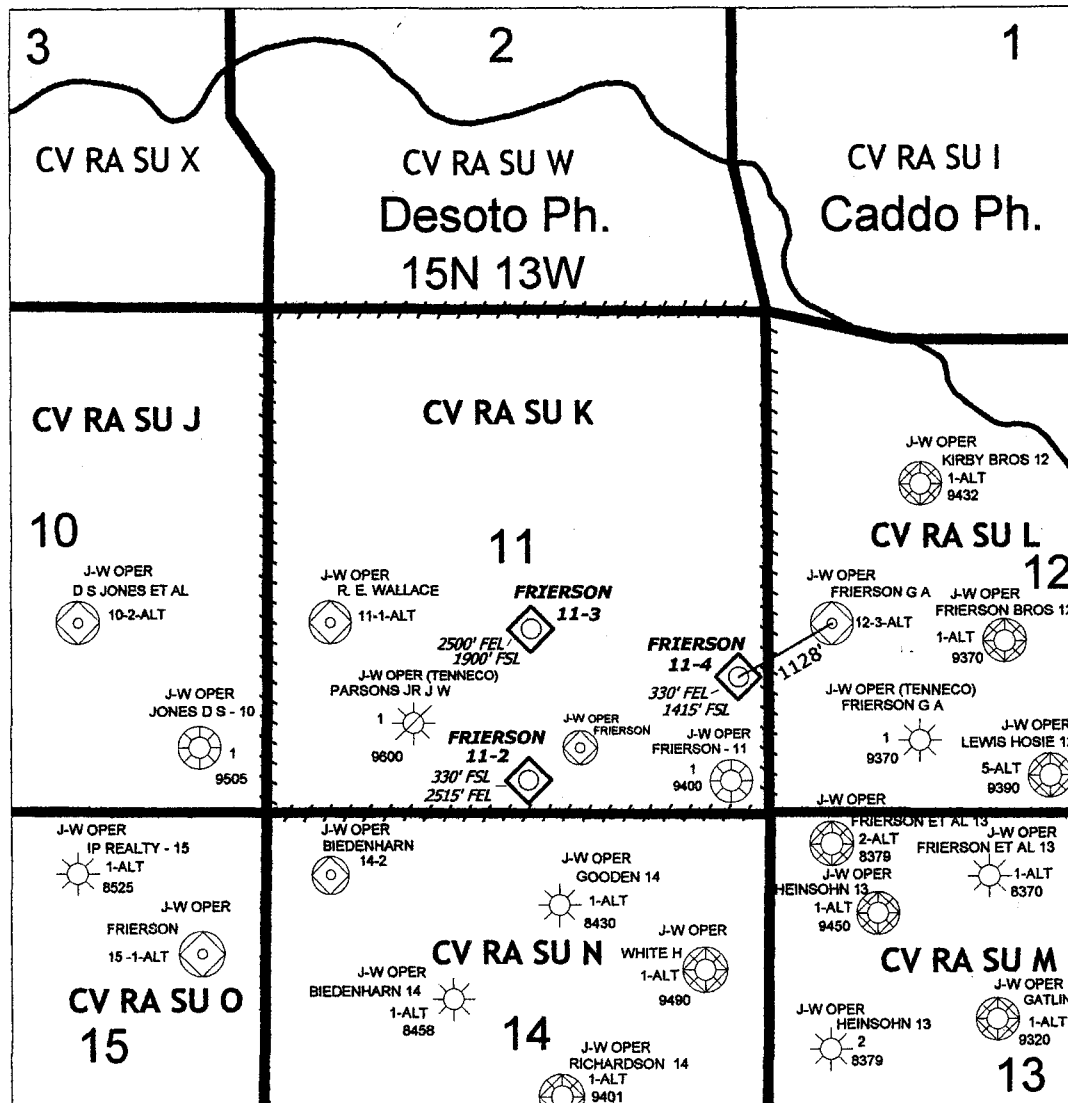 3
2
1
CV RA SU X
CV RA SU W
CV RA SU I
Desoto Ph.
Caddo Ph.
15N 13W
CV RA SU J
CV RA SU K
J-W OPER
KIRBY BROS 12
1-ALT
9432
CV RA SU L
10
11
12
J-W OPER
D S JONES ET AL
10-2-ALT
J-W OPER
R. E. WALLACE
11-1-ALT
FRIERSON
11-3
2500' FEL
1900' FSL
J-W OPER
FRIERSON G A
12-3-ALT
J-W OPER
FRIERSON BROS 12
1-ALT
9370
FRIERSON
11-4
330' FEL
1415' FSL
1128'
J-W OPER (TENNECO)
PARSONS JR J W
1
9600
J-W OPER
JONES D S - 10
1
9505
FRIERSON
11-2
330' FSL
2515' FEL
J-W OPER
FRIERSON
J-W OPER
FRIERSON - 11
1
9400
J-W OPER (TENNECO)
FRIERSON G A
1
9370
J-W OPER
LEWIS HOSIE 12
5-ALT
9390
J-W OPER
IP REALTY - 15
1-ALT
8525
J-W OPER
BIEDENHARN
14-2
J-W OPER
GOODEN 14
1-ALT
8430
J-W OPER
FRIERSON ET AL 13
2-ALT
8379
J-W OPER
FRIERSON ET AL 13
1-ALT
8370
J-W OPER
HEINSOHN 13
1-ALT
9450
J-W OPER
FRIERSON
15 -1-ALT
CV RA SU N
J-W OPER
WHITE H
1-ALT
9490
CV RA SU M
J-W OPER
BIEDENHARN 14
1-ALT
8458
CV RA SU O
15
14
J-W OPER
RICHARDSON 14
1-ALT
9401
J-W OPER
HEINSOHN 13
2
8379
J-W OPER
GATLIN
1-ALT
9320
13